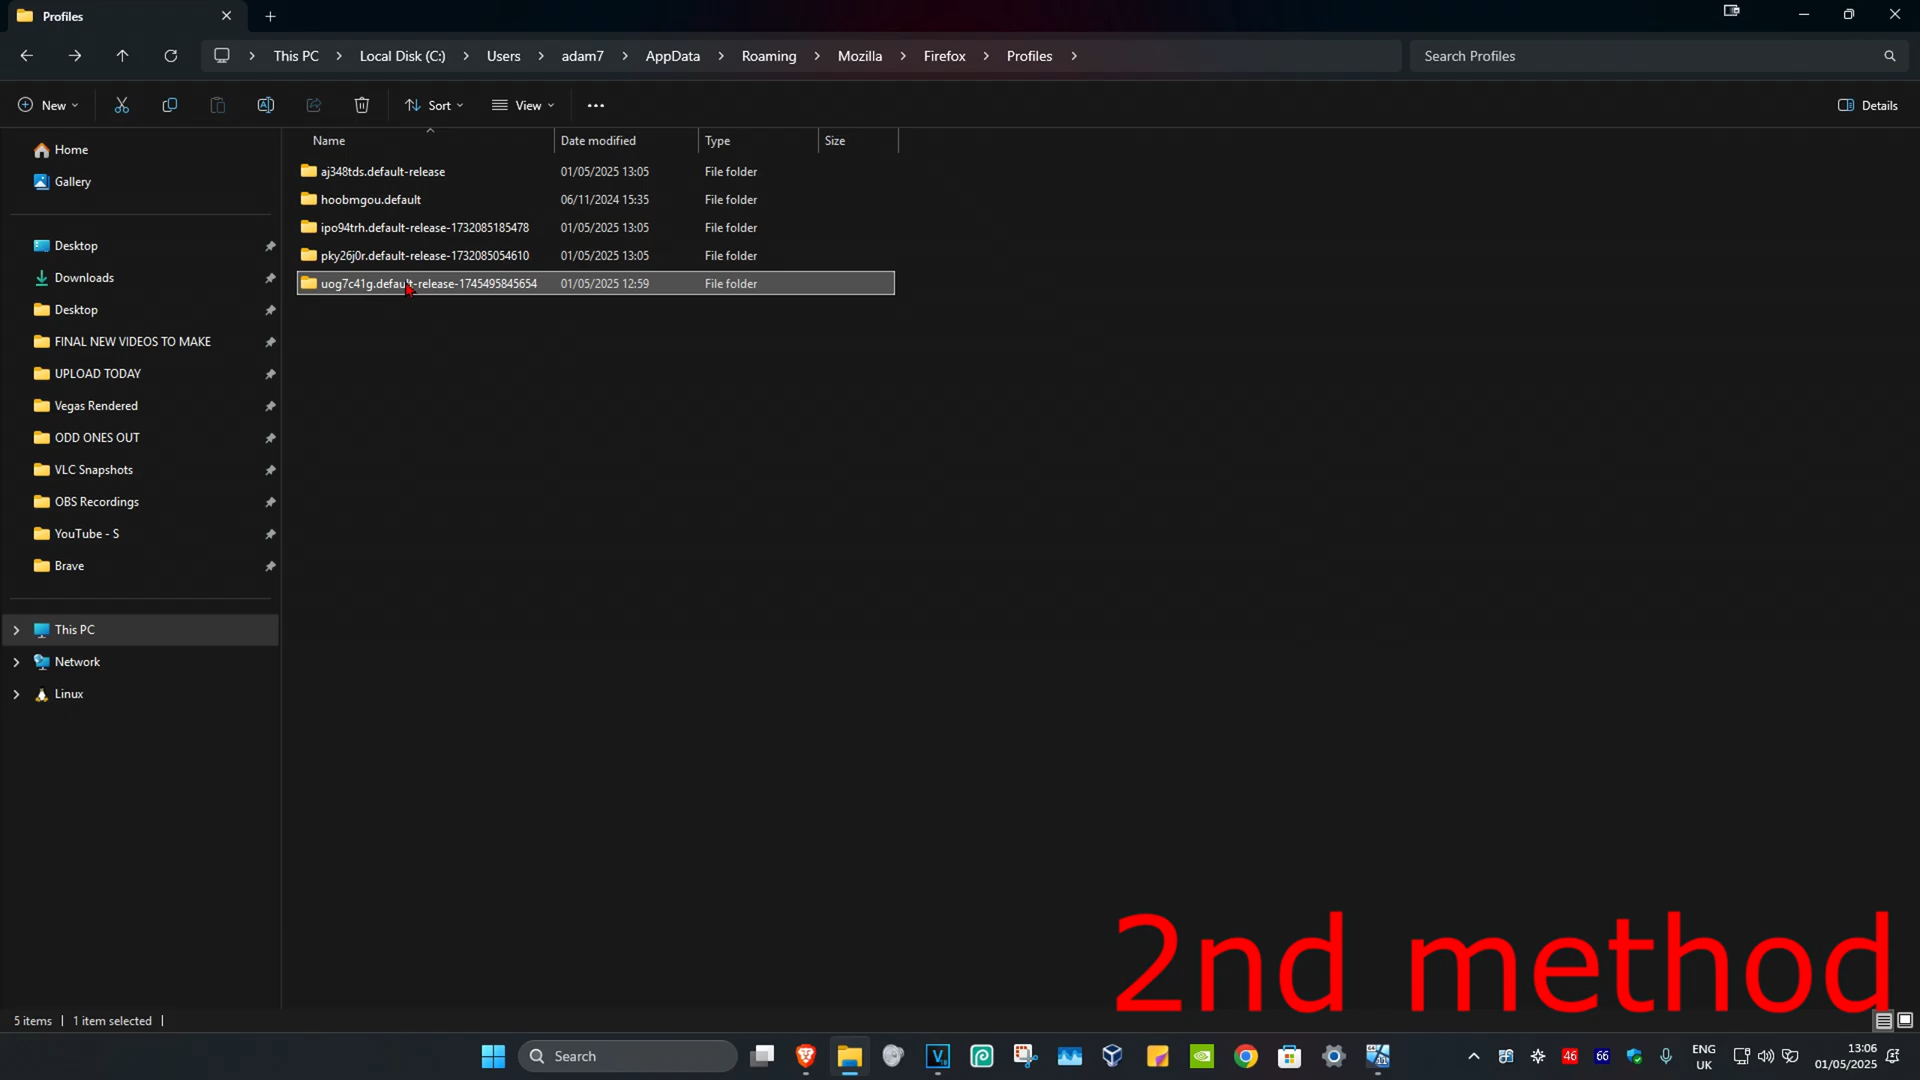 Profiles
This PC
Local Disk (C:)
Users
adam7
AppData
Roaming
Mozilla
Firefox
Profiles
Search Profiles
New
Sort
View
Details
Name
Date modified
Type
Size
aj348tds.default-release 01/05/2025 13:05 File folder
hoobmgou.default 06/11/2024 15:35 File folder
ipo94trh.default-release-1732085185478 01/05/2025 13:05 File folder
pky26j0r.default-release-1732085054610 01/05/2025 13:05 File folder
uog7c41g.default-release-1745495845654 01/05/2025 12:59 File folder
Home
Gallery
Desktop
Downloads
Desktop
FINAL NEW VIDEOS TO MAKE
UPLOAD TODAY
Vegas Rendered
ODD ONES OUT
VLC Snapshots
OBS Recordings
YouTube - S
Brave
This PC
Network
Linux
2nd method
5 items
1 item selected
Search
46
66
ENG
UK
13:06
01/05/2025